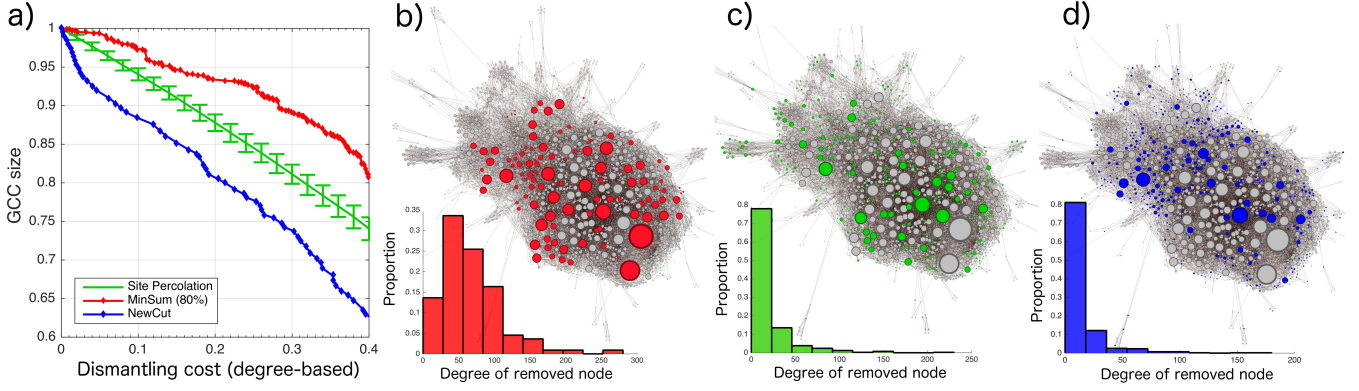 a)
GCC size
1
0.95
0.9
0.85
0.8
0.75
0.7
0.65
0.6
Site Percolation
MinSum (80%)
NewCut
0 0.1 0.2 0.3 0.4
Dismantling cost (degree-based)
b)
Proportion
0.35
0.3
0.25
0.2
0.15
0.1
0.05
0
0 50 100 150 200 250 300
Degree of removed node
c)
Proportion
0.8
0.7
0.6
0.5
0.4
0.3
0.2
0.1
0
0 50 100 150 200 250
Degree of removed node
d)
Proportion
0.9
0.8
0.7
0.6
0.5
0.4
0.3
0.2
0.1
0
0 50 100 150 200
Degree of removed node